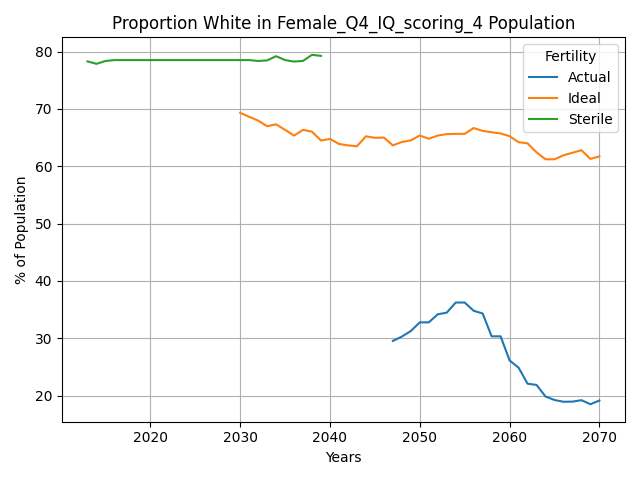 Proportion White in Female_Q4_IQ_scoring_4 Population
Fertility
Actual
Ideal
Sterile
% of Population
80
70
60
50
40
30
20
2020 2030 2040 2050 2060 2070
Years